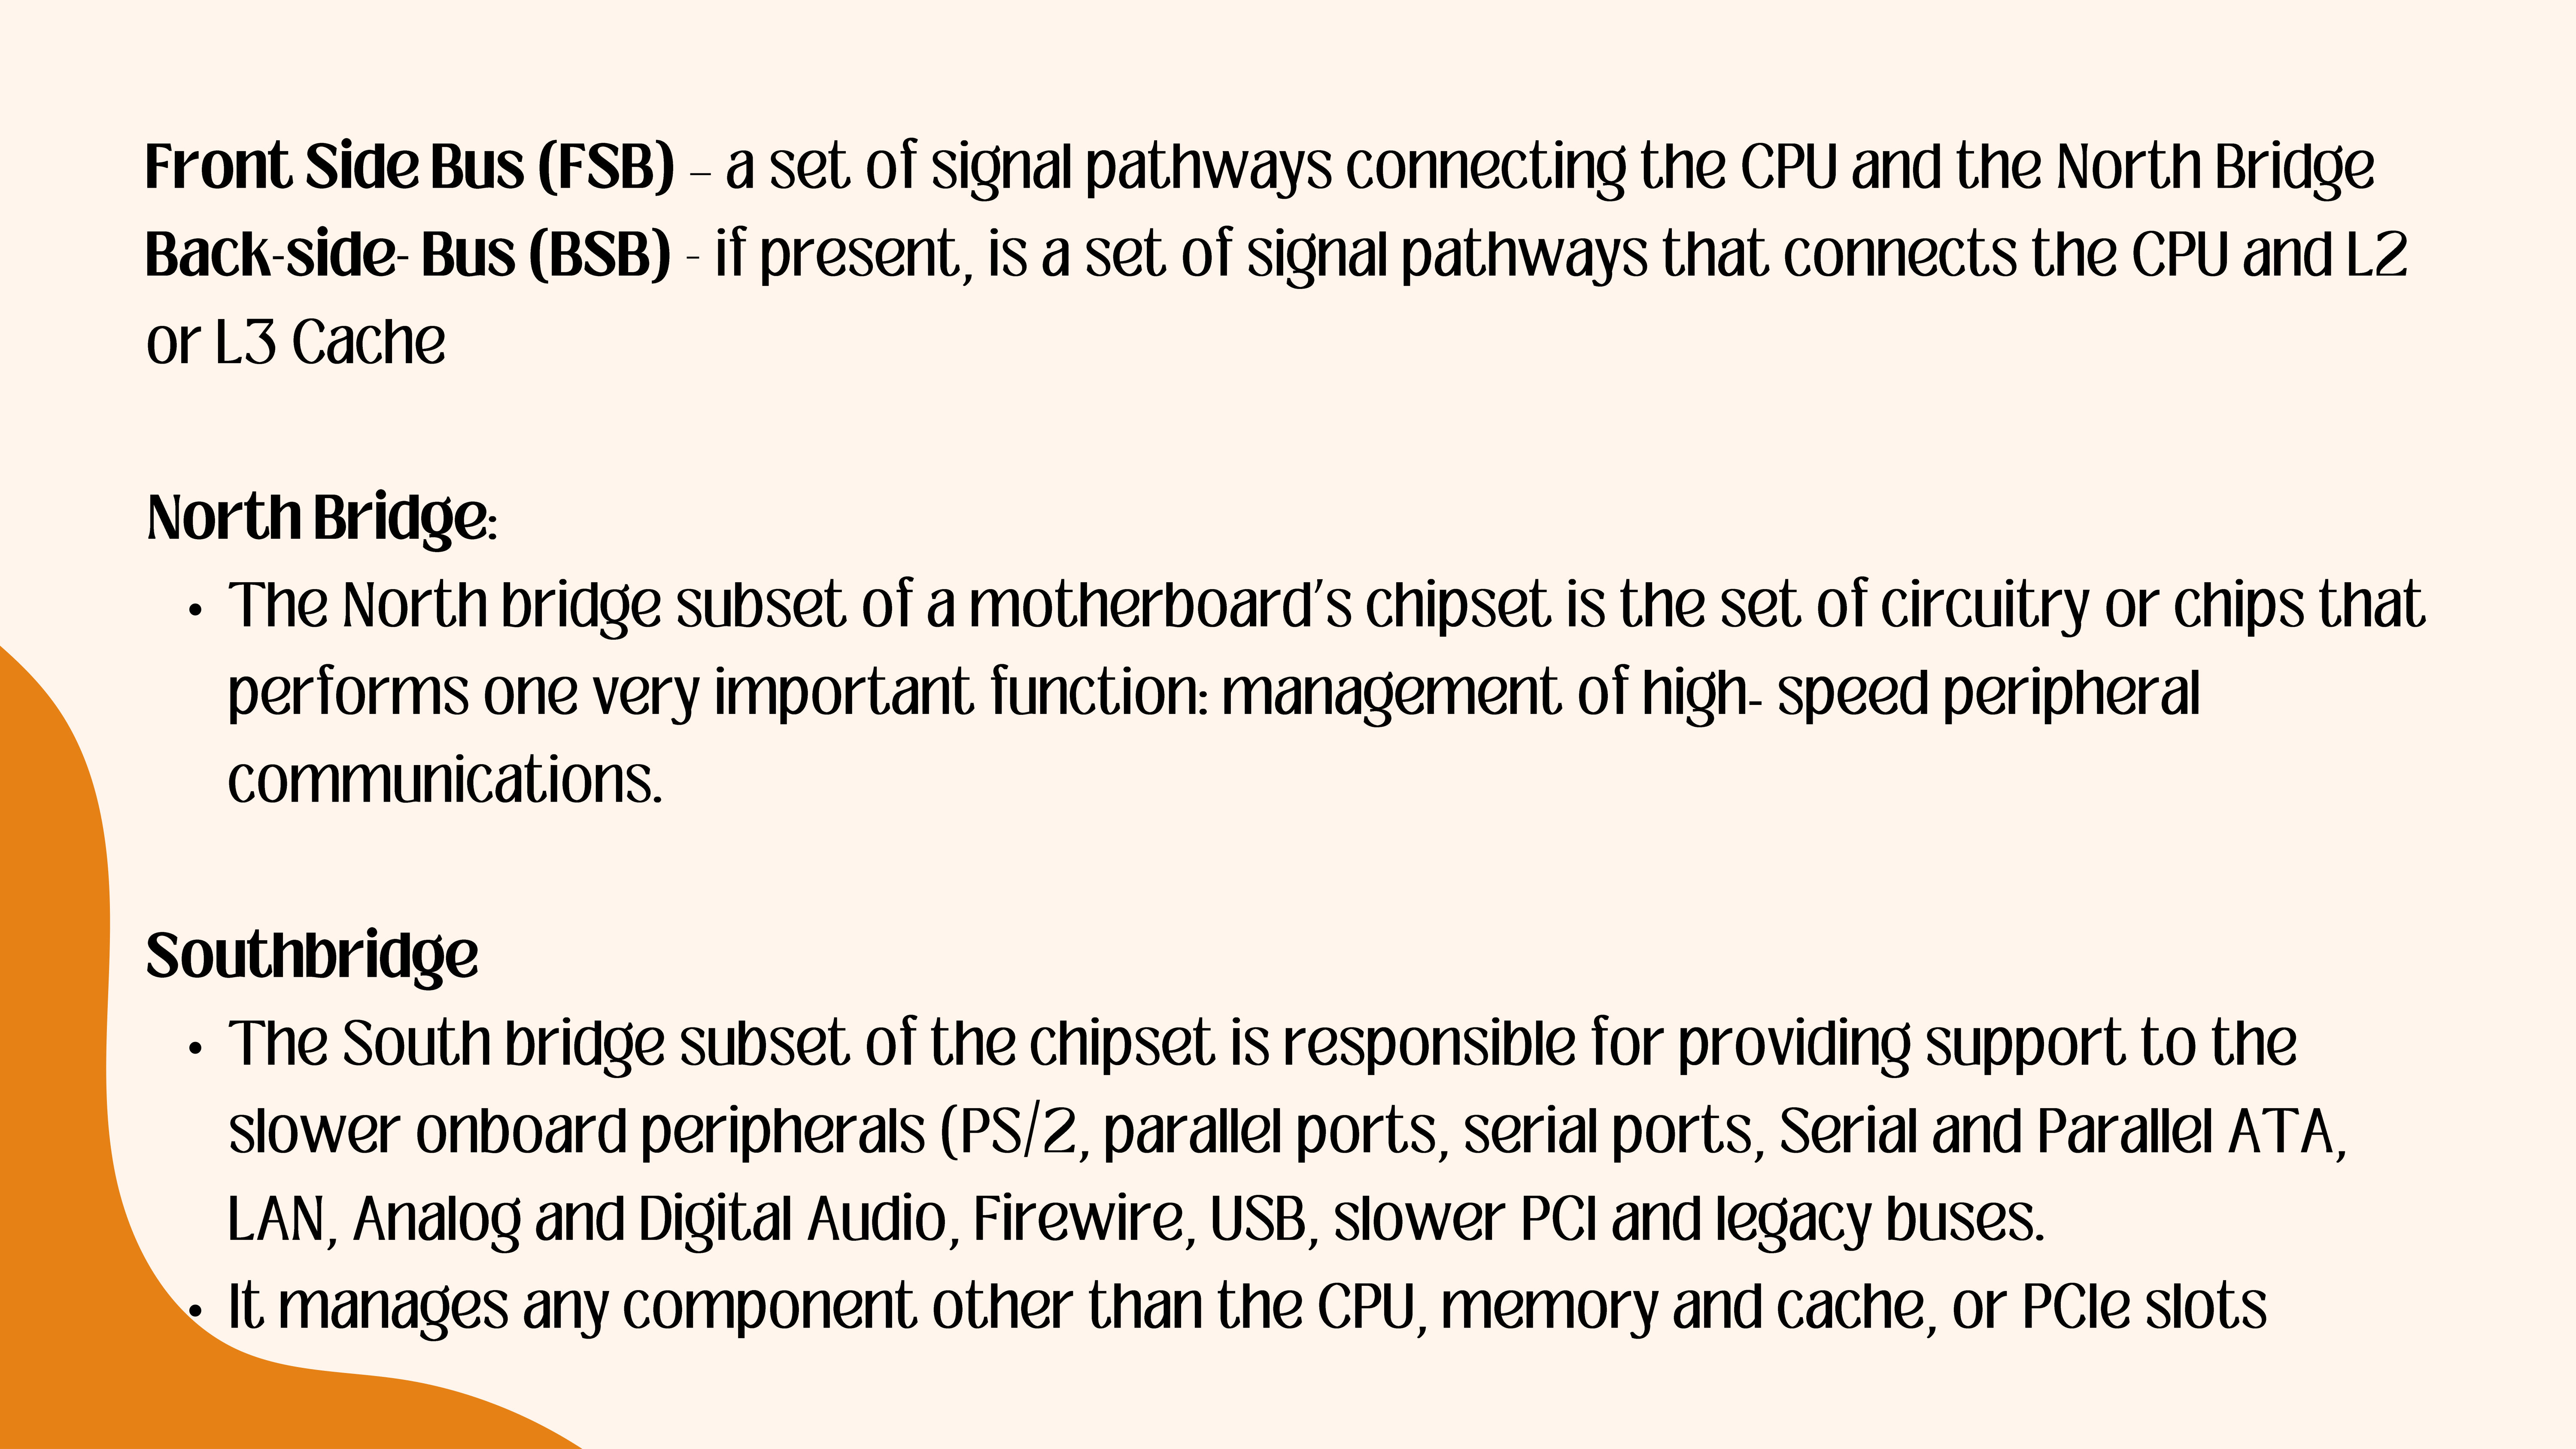 Front Side Bus (FSB) – a set of signal pathways connecting the CPU and the North Bridge
Back-side- Bus (BSB) - if present, is a set of signal pathways that connects the CPU and L2
or L3 Cache
North Bridge:
• The North bridge subset of a motherboard's chipset is the set of circuitry or chips that
performs one very important function: management of high- speed peripheral
communications.
Southbridge
• The South bridge subset of the chipset is responsible for providing support to the
slower onboard peripherals (PS/2, parallel ports, serial ports, Serial and Parallel ATA,
LAN, Analog and Digital Audio, Firewire, USB, slower PCI and legacy buses.
• It manages any component other than the CPU, memory and cache, or PCIe slots